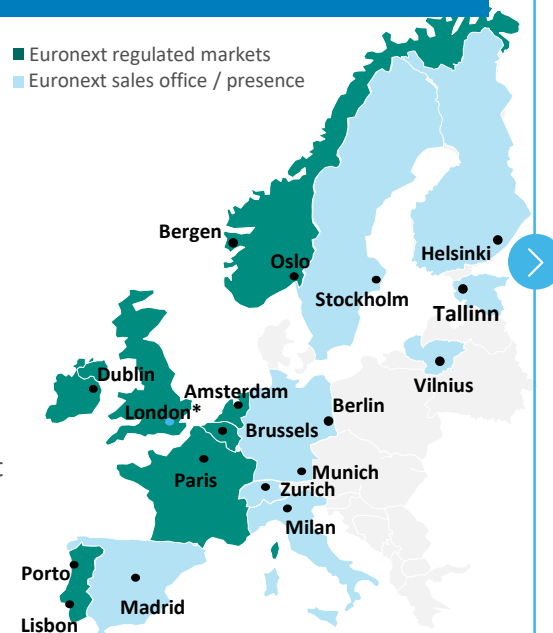 Euronext regulated markets
Euronext sales office / presence
Bergen
Oslo
Helsinki
Stockholm
Tallinn
Vilnius
Dublin
Amsterdam
London*
Berlin
Brussels
Paris
Munich
Zurich
Milan
Porto
Madrid
Lisbon
t